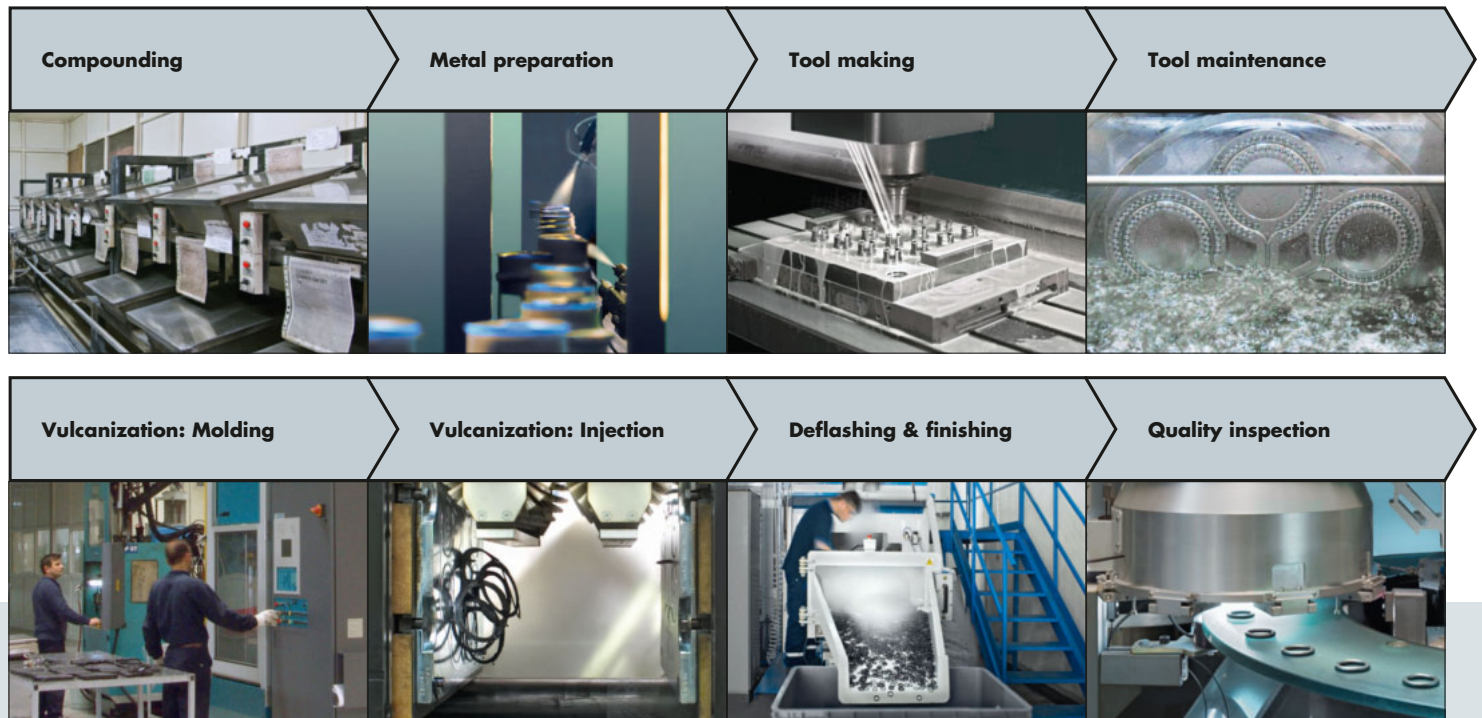 Compounding
Metal preparation
Tool making
Tool maintenance
Vulcanization: Molding
Vulcanization: Injection
Deflashing & finishing
Quality inspection